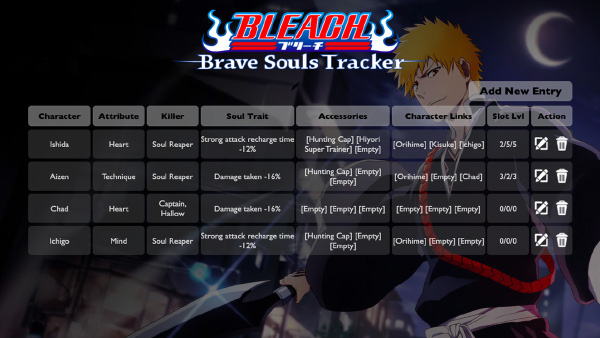 BLEACH
ブリーチ
Brave Souls Tracker
Add New Entry
Character Attribute Killer Soul Trait Accessories Character Links Slot Lvl Action
Ishida Heart Soul Reaper Strong attack recharge time -12% [Hunting Cap] [Hiyori Super Trainer] [Empty] [Orihime] [Kisuke] [Ichigo] 2/5/5
Aizen Technique Soul Reaper Damage taken -16% [Hunting Cap] [Empty] [Empty] [Orihime] [Empty] [Chad] 3/2/3
Chad Heart Captain, Hallow Damage taken -16% [Empty] [Empty] [Empty] [Empty] [Empty] [Empty] 0/0/0
Ichigo Mind Soul Reaper Strong attack recharge time -12% [Hunting Cap] [Empty] [Empty] [Orihime] [Empty] [Empty] 0/0/0